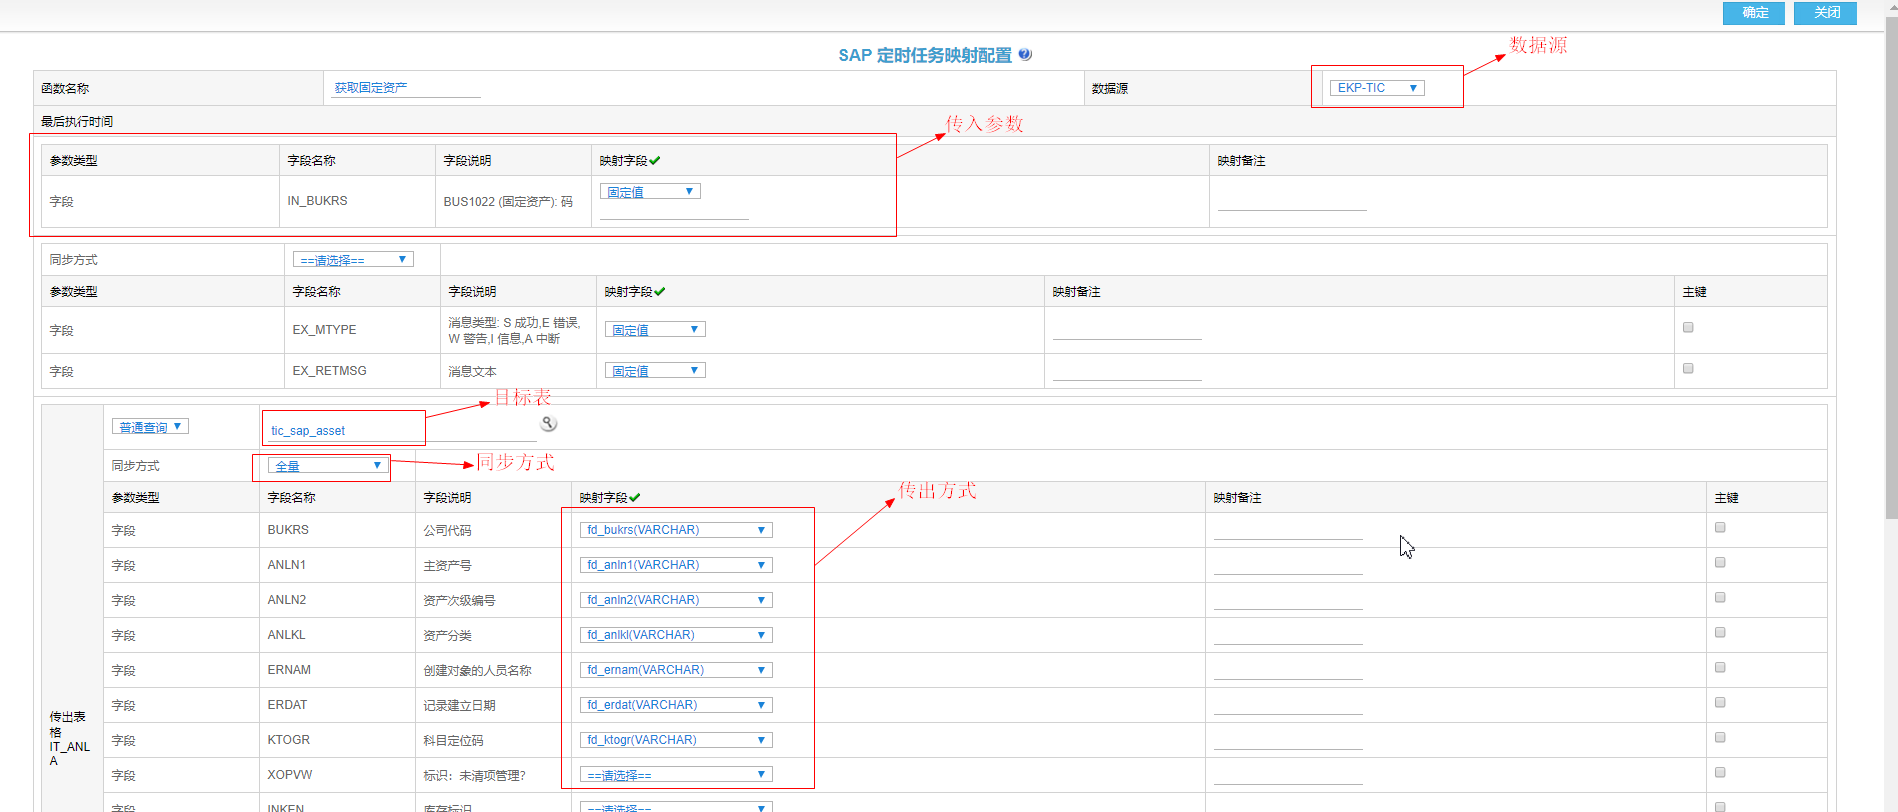 确定 关闭
SAP 定时任务映射配置
数据源
函数名称 获取固定资产 数据源 EKP-TIC
最后执行时间
传入参数
参数类型 字段名称 字段说明 映射字段 映射备注
字段 IN_BUKRS BUS1022 (固定资产): 码 固定值
同步方式 ==请选择==
参数类型 字段名称 字段说明 映射字段 映射备注 主键
字段 EX_MTYPE 消息类型: S 成功,E 错误, 固定值
W 警告,I 信息,A 中断
字段 EX_RETMSG 消息文本 固定值
目标表
普通查询 tic_sap_asset
同步方式 全量 同步方式
传出方式
参数类型 字段名称 字段说明 映射字段 映射备注 主键
字段 BUKRS 公司代码 fd_bukrs(VARCHAR)
字段 ANLN1 主资产号 fd_anln1(VARCHAR)
字段 ANLN2 资产次级编号 fd_anln2(VARCHAR)
字段 ANLKL 资产分类 fd_anlkl(VARCHAR)
字段 ERNAM 创建对象的人员名称 fd_ernam(VARCHAR)
字段 ERDAT 记录建立日期 fd_erdat(VARCHAR)
传出表
格
IT_ANL
A
字段 KTOGR 科目定位码 fd_ktogr(VARCHAR)
字段 XOPVW 标识：未清项管理? ==请选择==
字段 INKEN 库存标识 ==请选择==